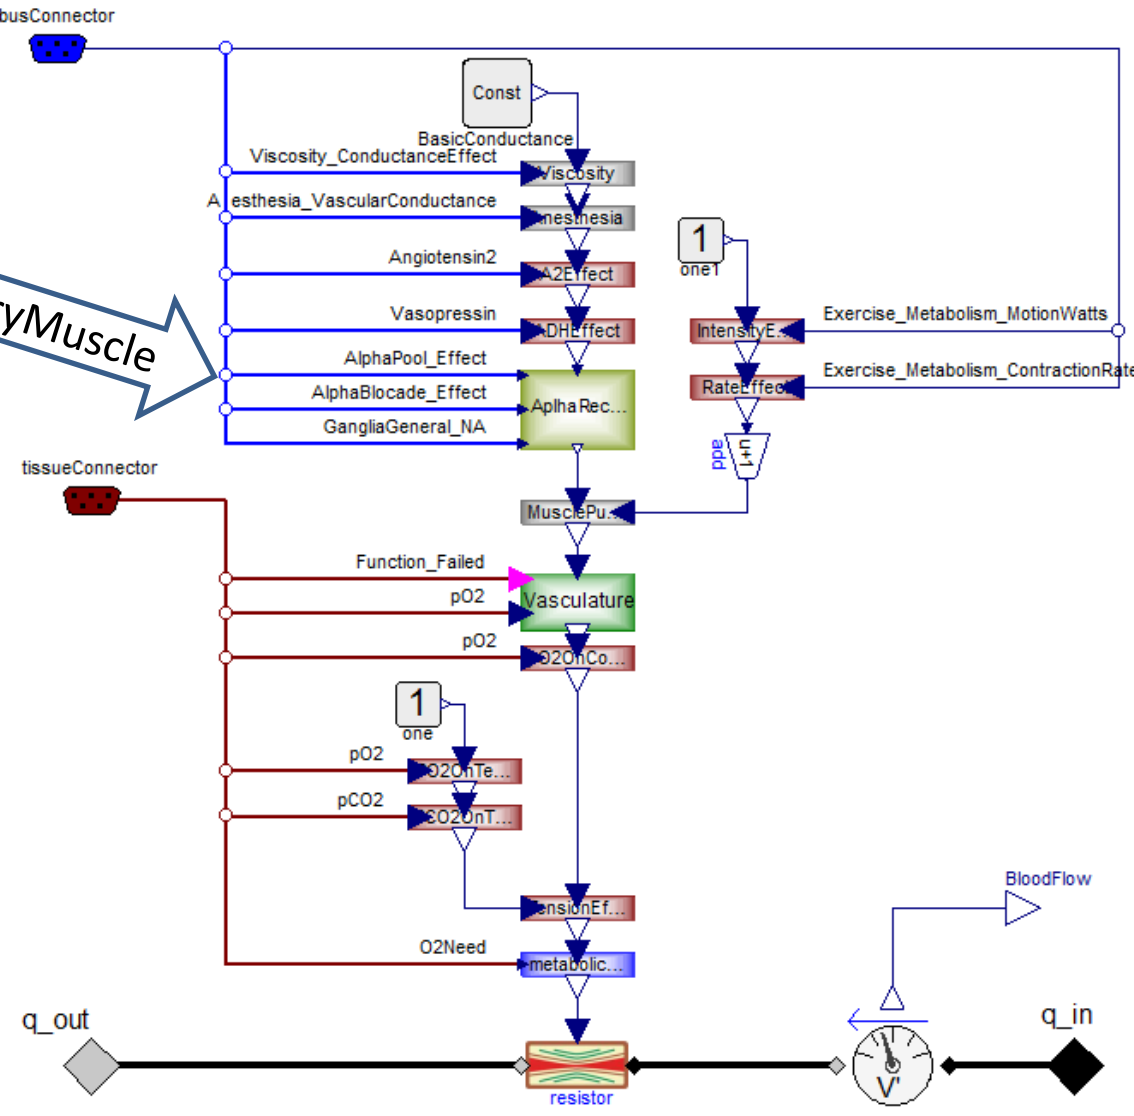 busConnector
Const
BasicConductance
Viscosity_ConductanceEffect
Viscosity
A esthesia_VascularConductance
nesthesia
1
one1
Angiotensin2
A2Effect
Vasopressin
DHEffect
IntensityE...
Exercise_Metabolism_MotionWatts
ryMuscle
AlphaPool_Effect
RateEffect
Exercise_Metabolism_ContractionRate
AlphaBlocade_Effect
AplhaRec...
GangliaGeneral_NA
add
u+1
tissueConnector
MusclePu...
Function_Failed
pO2
Vasculature
pO2
O2OnCo...
1
one
pO2
O2OnTe...
pCO2
CO2OnT...
BloodFlow
ensionEf...
O2Need
metabolic...
q_out
q_in
V'
resistor